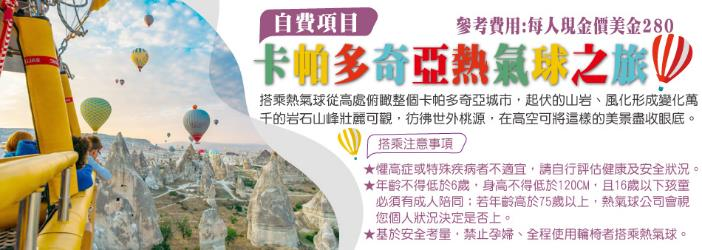 自費項目
參考費用:每人現金價美金280
卡帕多奇亞熱氣球之旅
搭乘熱氣球從高處俯瞰整個卡帕多奇亞城市，起伏的山岩、風化形成變化萬
千的岩石山峰壯麗可觀，彷彿世外桃源，在高空可將這樣的美景盡收眼底。
搭乘注意事項
★懼高症或特殊疾病者不適宜，請自行評估健康及安全狀況。
★年齡不得低於6歲，身高不得低於120CM，且16歲以下孩童
必須有成人陪同；若年齡高於75歲以上，熱氣球公司會視
您個人狀況決定是否上。
★基於安全考量，禁止孕婦、全程使用輪椅者搭乘熱氣球。